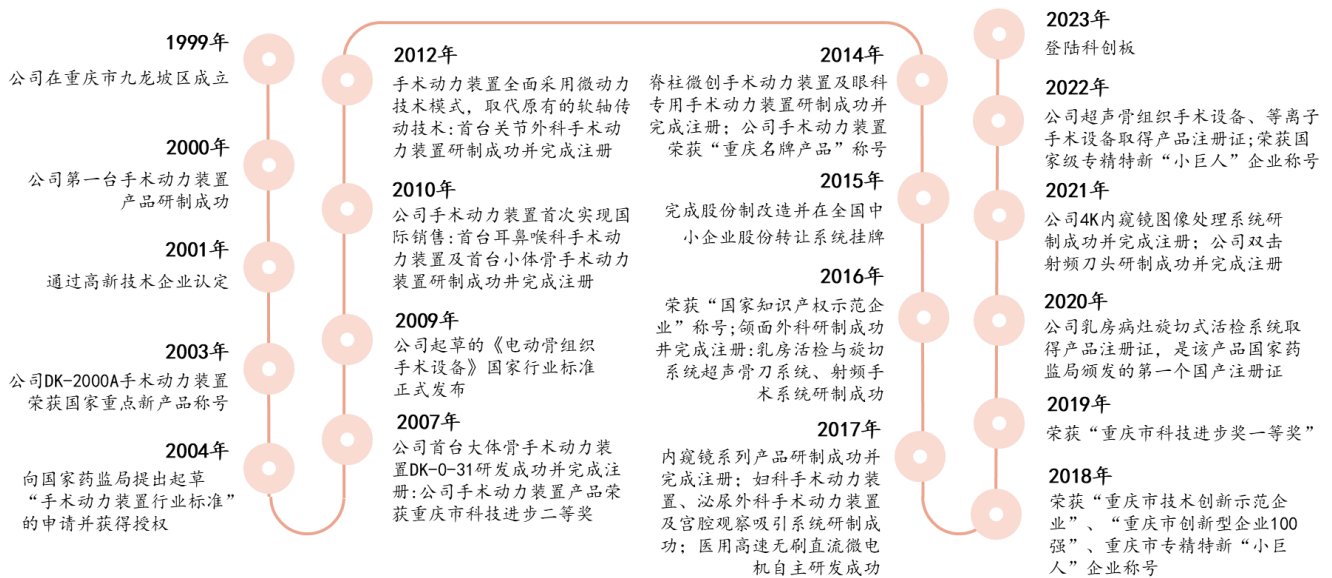 1999年
公司在重庆市九龙坡区成立
2000年
公司第一台手术动力装置
产品研制成功
2001年
通过高新技术企业认定
2003年
公司DK-2000A手术动力装置
荣获国家重点新产品称号
2004年
向国家药监局提出起草
“手术动力装置行业标准”
的申请并获得授权
2007年
公司首台大体骨手术动力装
置DK-0-31研发成功并完成注
册:公司手术动力装置产品荣
获重庆市科技进步二等奖
2009年
公司起草的《电动骨组织
手术设备》国家行业标准
正式发布
2010年
公司手术动力装置首次实现国
际销售:首台耳鼻喉科手术动
力装置及首台小体骨手术动力
装置研制成功井完成注册
2012年
手术动力装置全面采用微动力
技术模式，取代原有的软轴传
动技术:首台关节外科手术动
力装置研制成功并完成注册
2014年
脊柱微创手术动力装置及眼科
专用手术动力装置研制成功并
完成注册；公司手术动力装置
荣获“重庆名牌产品”称号
2015年
完成股份制改造并在全国中
小企业股份转让系统挂牌
2016年
荣获“国家知识产权示范企
业”称号;颌面外科研制成功
井完成注册:乳房活检与旋切
系统超声骨刀系统、射频手
术系统研制成功
2017年
内窥镜系列产品研制成功并
完成注册；妇科手术动力装
置、泌尿外科手术动力装置
及宫腔观察吸引系统研制成
功；医用高速无刷直流微电
机自主研发成功
2018年
荣获“重庆市技术创新示范企
业”、“重庆市创新型企业100
强”、重庆市专精特新“小巨
人”企业称号
2019年
荣获“重庆市科技进步奖一等奖”
2020年
公司乳房病灶旋切式活检系统取
得产品注册证，是该产品国家药
监局颁发的第一个国产注册证
2021年
公司4K内窥镜图像处理系统研
制成功并完成注册；公司双击
射频刀头研制成功并完成注册
2022年
公司超声骨组织手术设备、等离子
手术设备取得产品注册证;荣获国
家级专精特新“小巨人”企业称号
2023年
登陆科创板